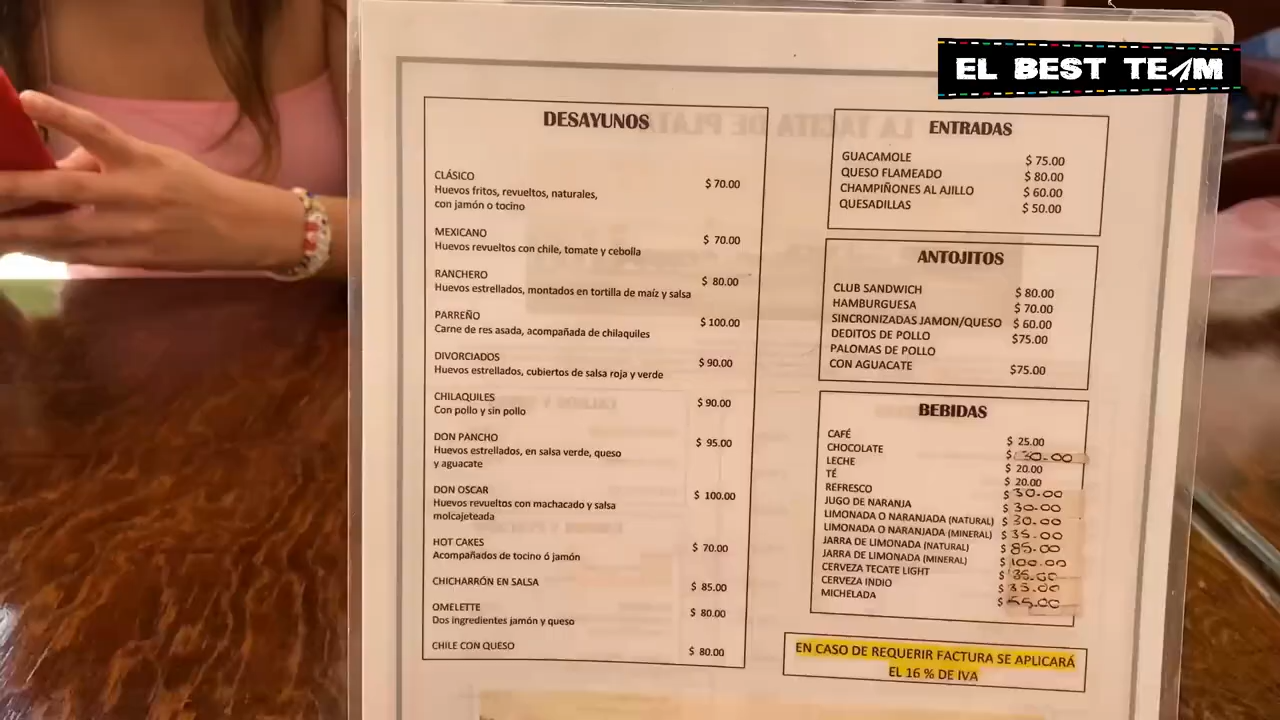 EL BEST TEAM
DESAYUNOS
CLÁSICO $ 70.00
Huevos fritos, revueltos, naturales,
con jamón o tocino
MEXICANO $ 70.00
Huevos revueltos con chile, tomate y cebolla
RANCHERO $ 80.00
Huevos estrellados, montados en tortilla de maíz y salsa
PARREÑO $ 100.00
Carne de res asada, acompañada de chilaquiles
DIVORCIADOS $ 90.00
Huevos estrellados, cubiertos de salsa roja y verde
CHILAQUILES $ 90.00
Con pollo y sin pollo
DON PANCHO $ 95.00
Huevos estrellados, en salsa verde, queso
y aguacate
DON OSCAR $ 100.00
Huevos revueltos con machacado y salsa
molcajeteada
HOT CAKES $ 70.00
Acompañados de tocino ó jamón
CHICHARRÓN EN SALSA $ 85.00
OMELETTE $ 80.00
Dos ingredientes jamón y queso
CHILE CON QUESO $ 80.00
ENTRADAS
GUACAMOLE $ 75.00
QUESO FLAMEADO $ 80.00
CHAMPIÑONES AL AJILLO $ 60.00
QUESADILLAS $ 50.00
ANTOJITOS
CLUB SANDWICH $ 80.00
HAMBURGUESA $ 70.00
SINCRONIZADAS JAMON/QUESO $ 60.00
DEDITOS DE POLLO $75.00
PALOMAS DE POLLO
CON AGUACATE $75.00
BEBIDAS
CAFÉ $ 25.00
CHOCOLATE $ 30.00
LECHE $ 20.00
TÉ $ 20.00
REFRESCO $ 30.00
JUGO DE NARANJA $ 30.00
LIMONADA O NARANJADA (NATURAL) $ 30.00
LIMONADA O NARANJADA (MINERAL) $ 35.00
JARRA DE LIMONADA (NATURAL) $ 85.00
JARRA DE LIMONADA (MINERAL) $ 100.00
CERVEZA TECATE LIGHT $ 35.00
CERVEZA INDIO $ 35.00
MICHELADA $
EN CASO DE REQUERIR FACTURA SE APLICARÁ
EL 16 % DE IVA